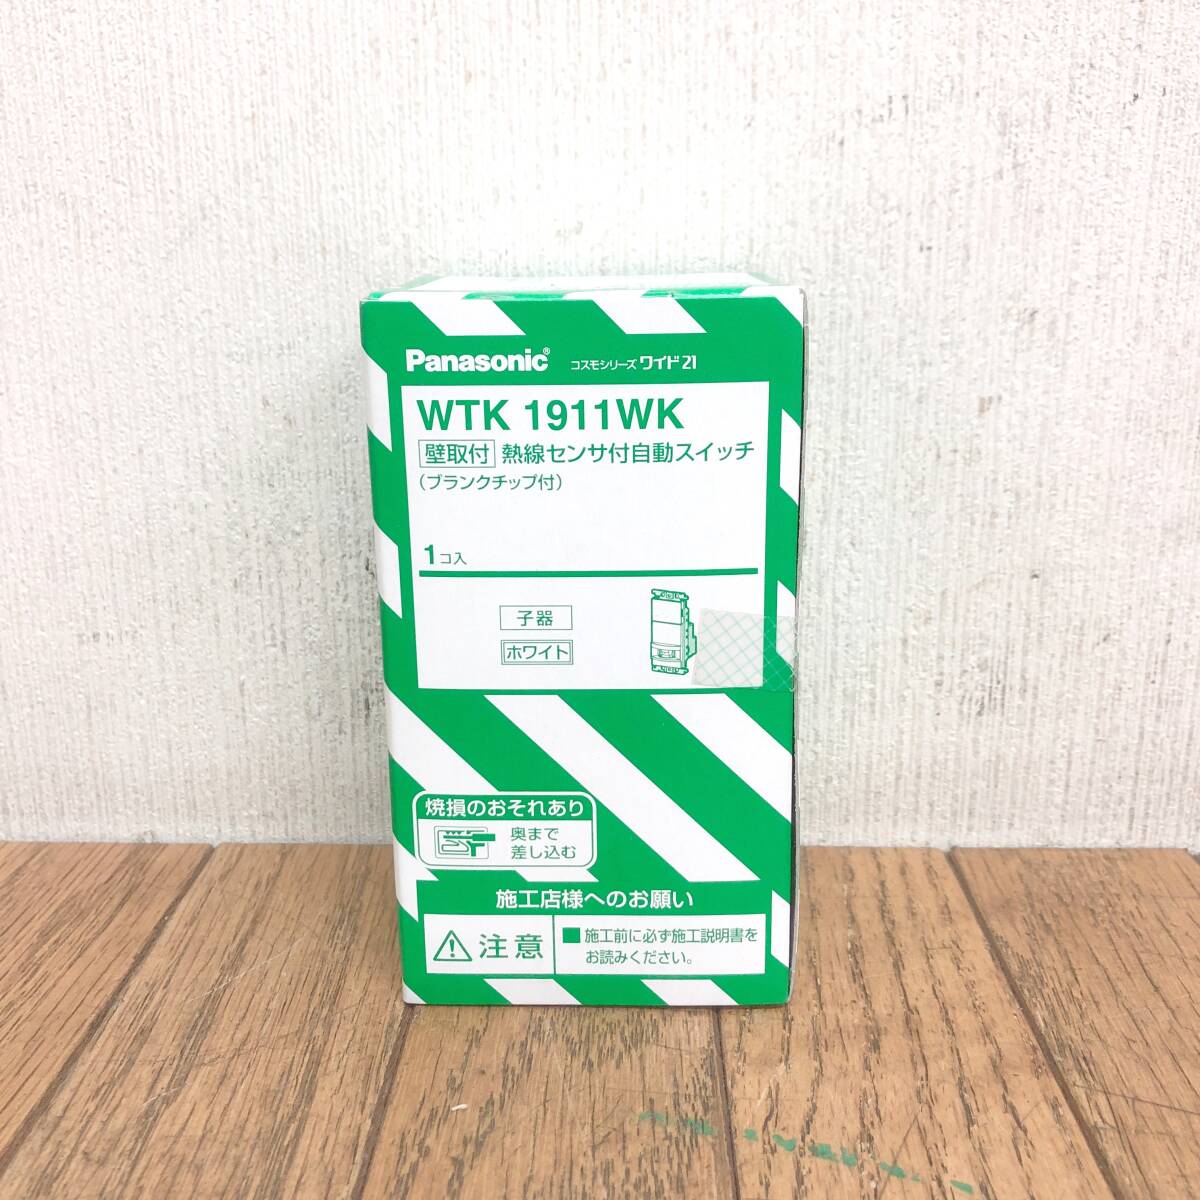 Panasonic® コスモシリーズ ワイド21
WTK 1911WK
壁取付 熱線センサ付自動スイッチ
（ブランクチップ付）
1コ入
子器
ホワイト
焼損のおそれあり
奥まで
差し込む
施工店様へのお願い
注意
■施工前に必ず施工説明書を
お読みください。